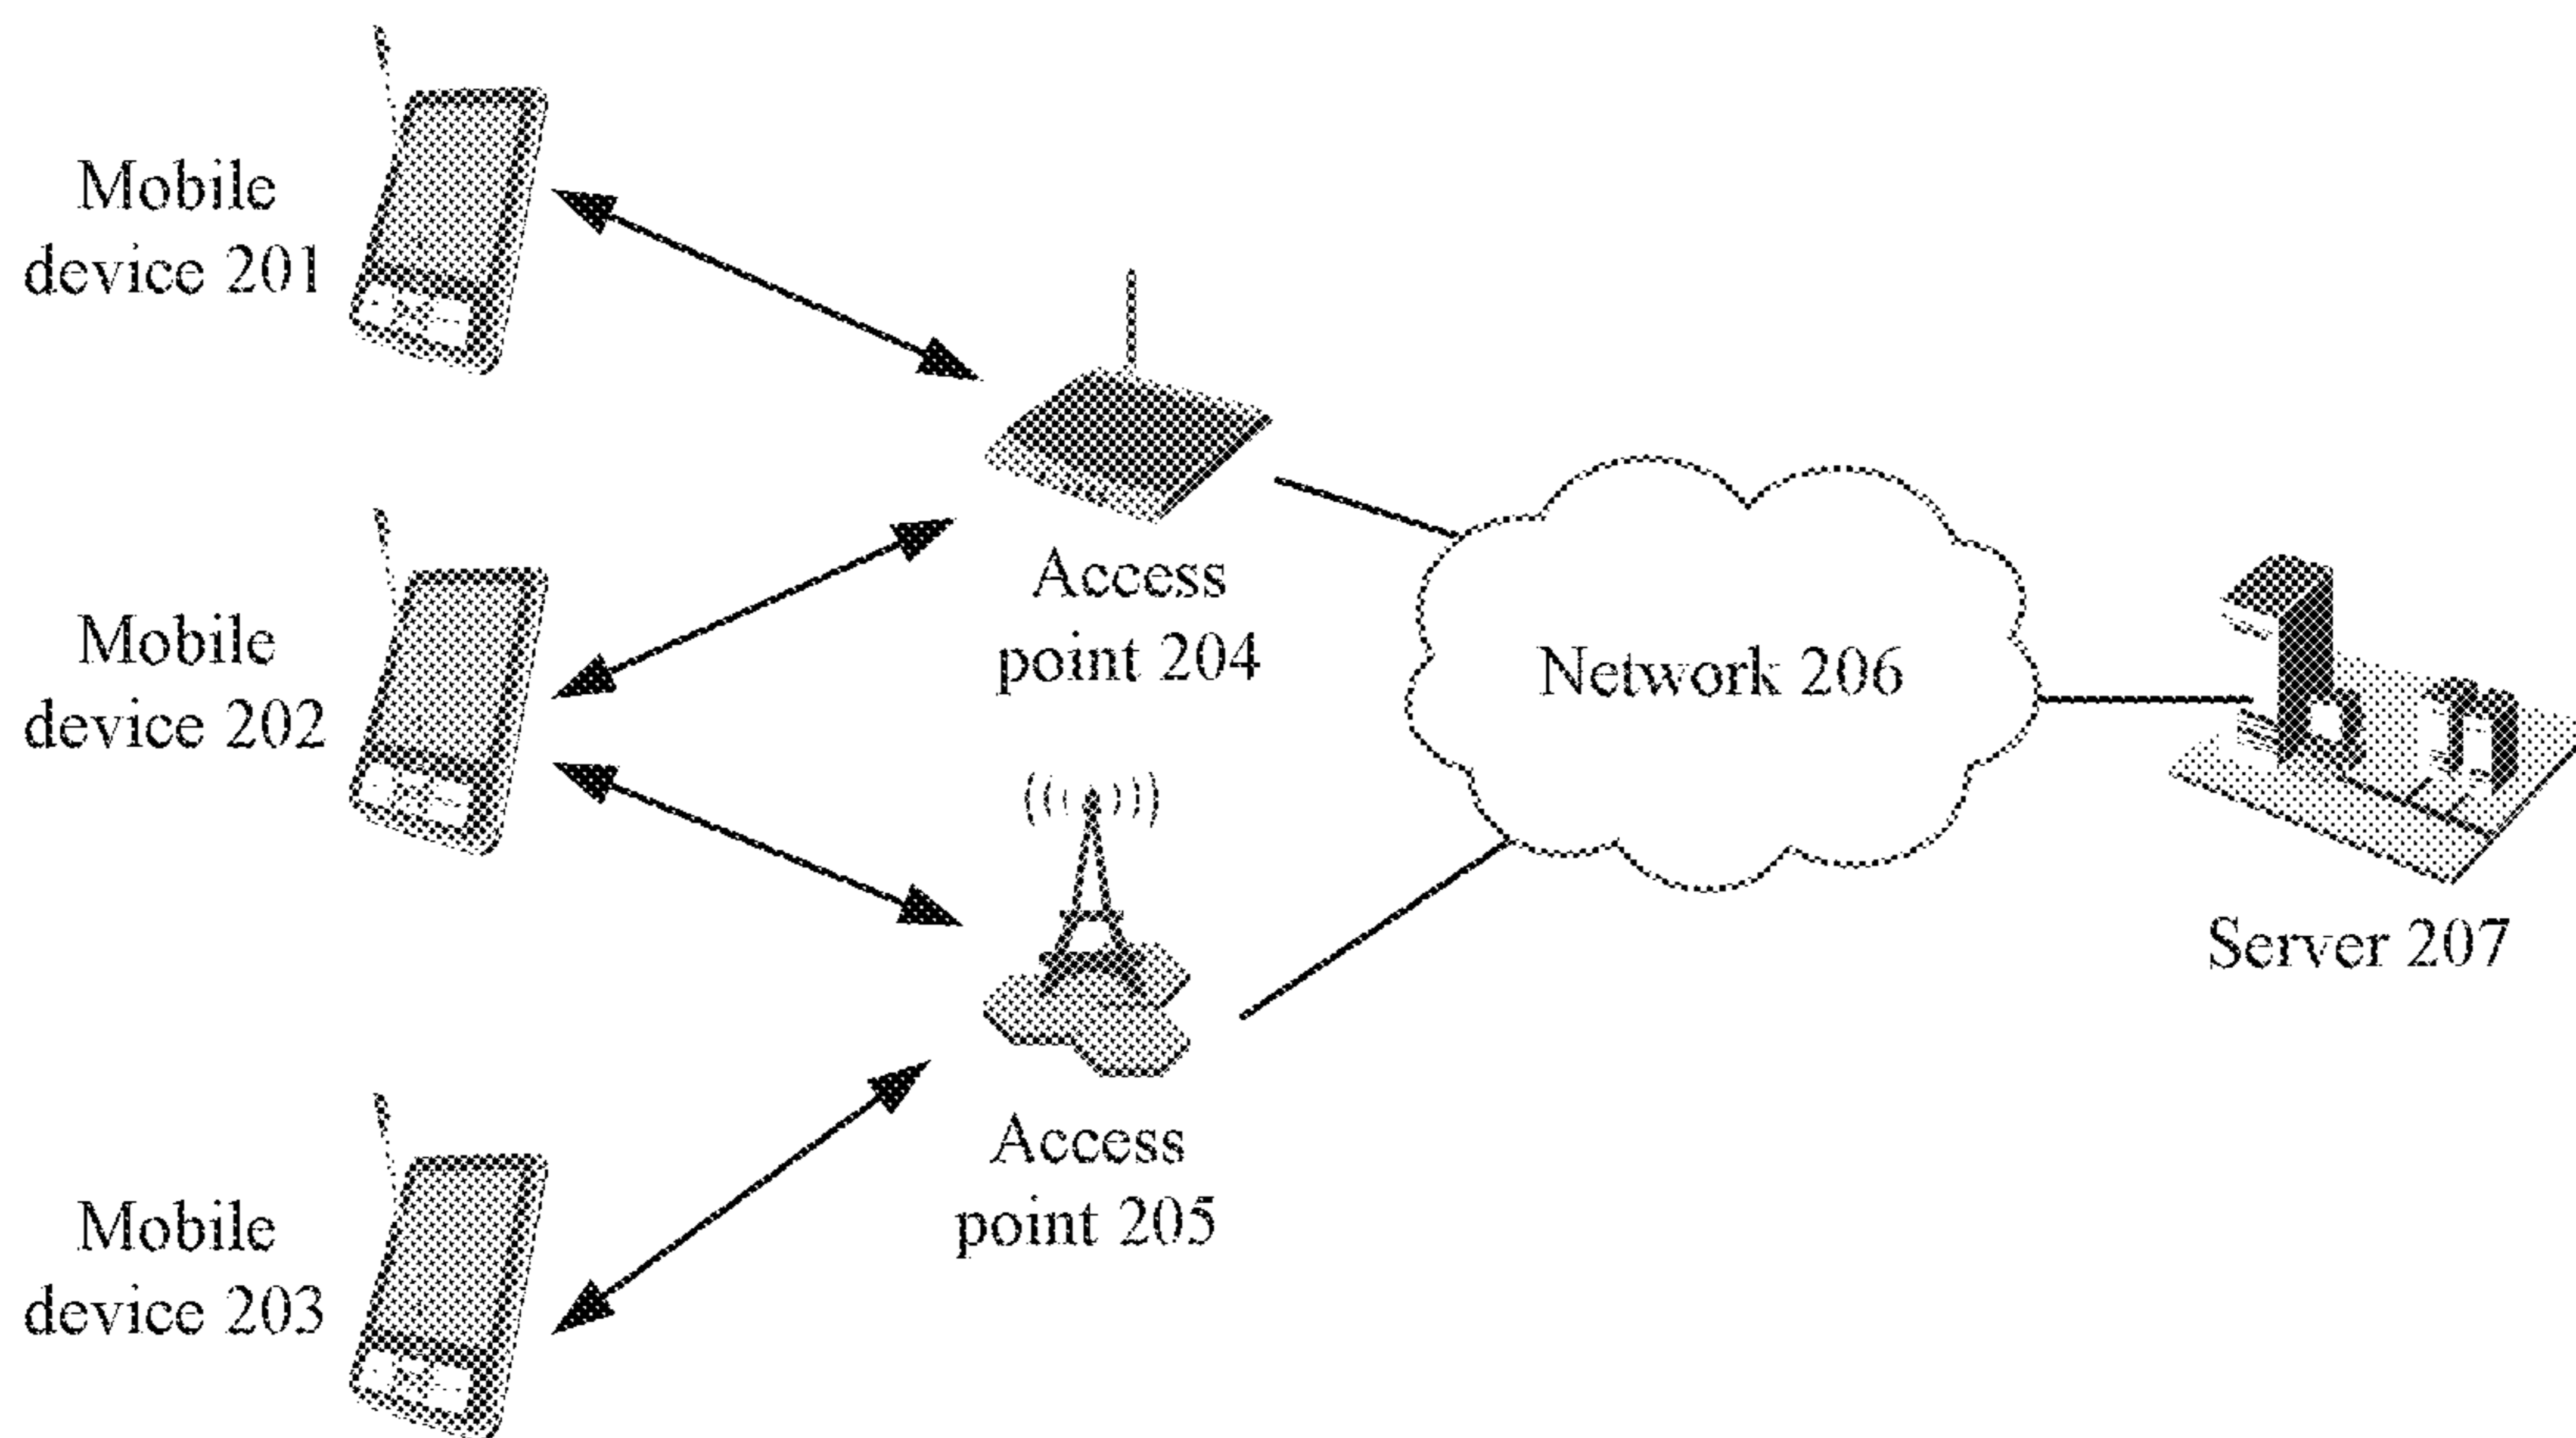 Mobile
device 201
Access
point 204
Mobile
device 202
Network 206
Server 207
Access
point 205
Mobile
device 203